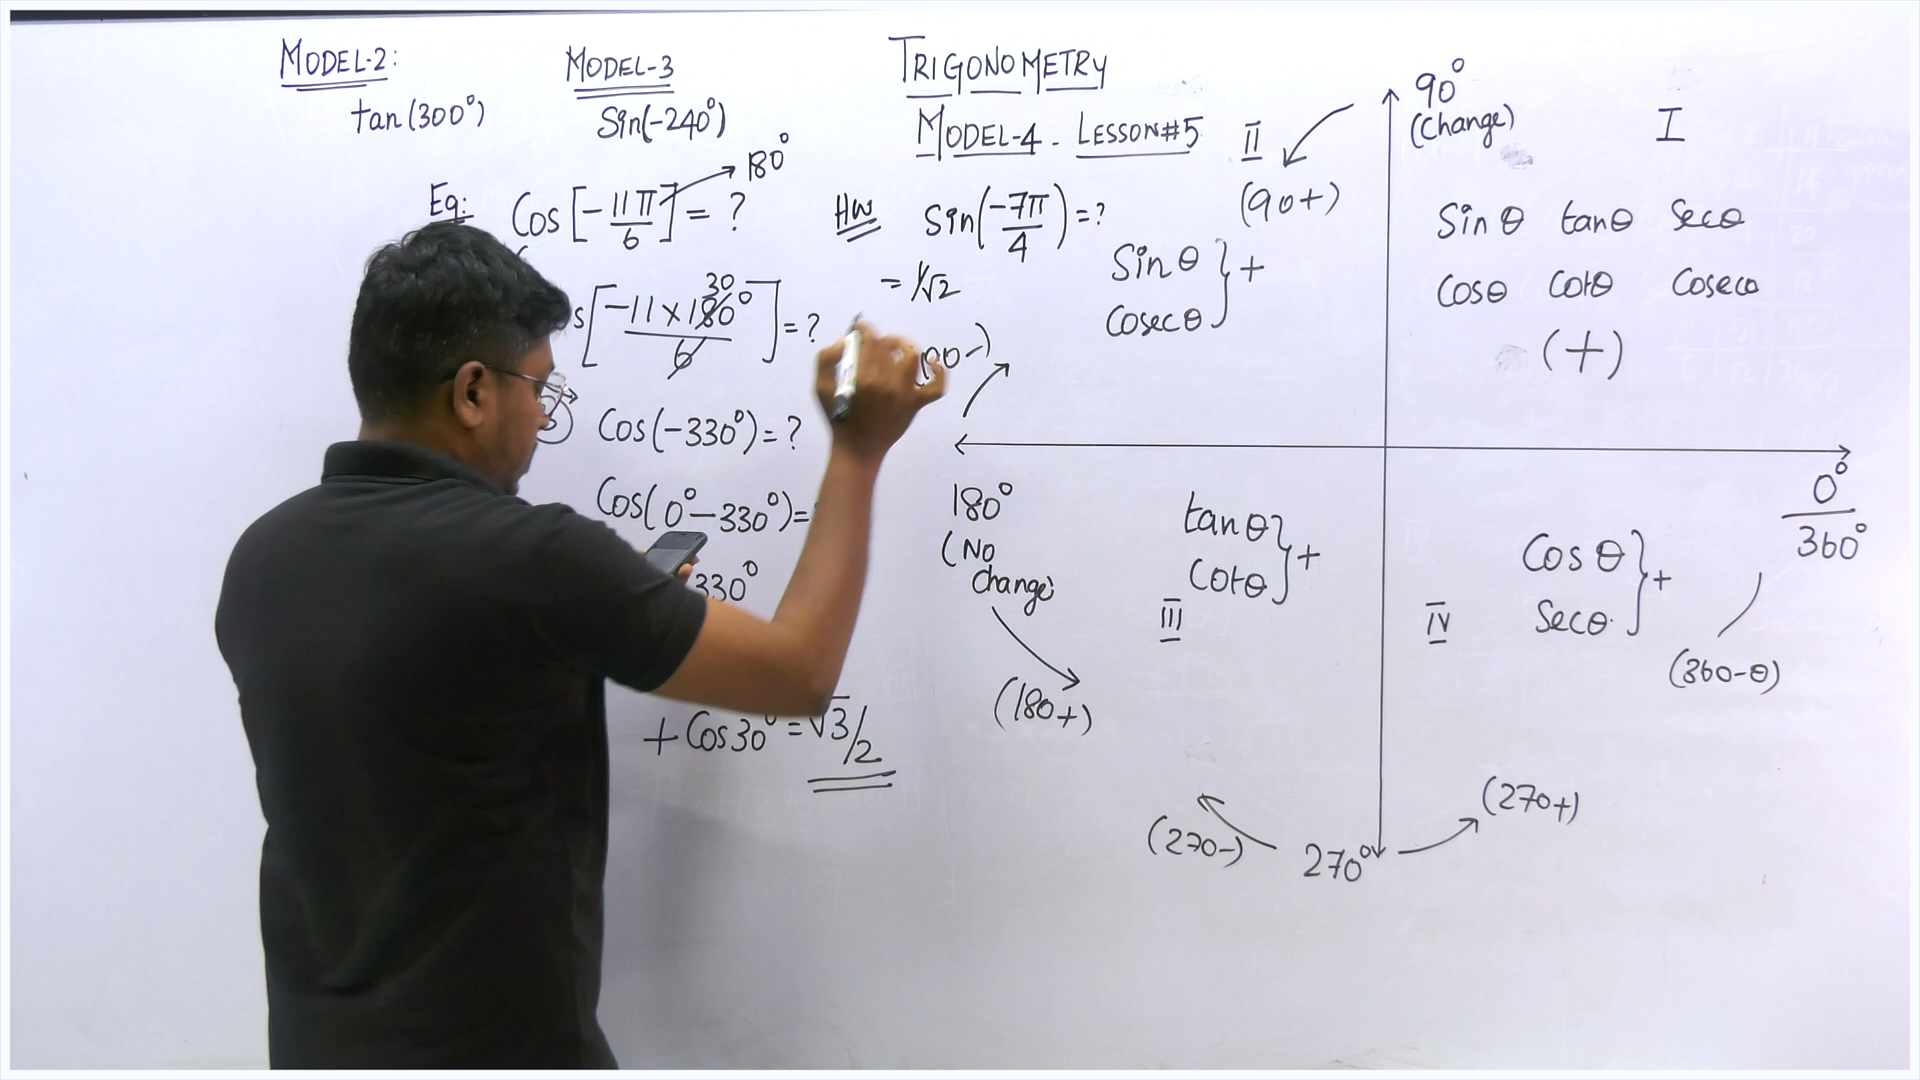 MODEL-2:
tan(300°)
MODEL-3
Sin(-240°)
TRIGONOMETRY
MODEL-4 - LESSON#5
Eg: Cos[-11π/6] = ?
180°
s[-11×180°/6] = ?
30
Cos(-330°) = ?
Cos(0°-330°)=
330°
+ Cos30° = √3/2
HW Sin(-7π/4) = ?
= 1/√2
II
(90+)
Sinθ
Cosecθ } +
90°
(Change)
I
Sinθ tanθ Secθ
Cosθ Cotθ Cosecθ
(+)
180°
(No
Change)
(180+)
tanθ
Cotθ } +
III
(270-)
270°
(270+)
IV
Cosθ
Secθ } +
0°
360°
(360-θ)